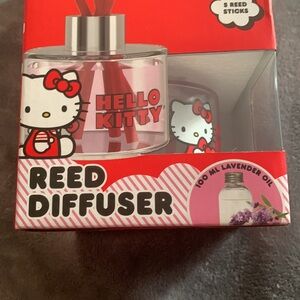 5 REED
STICKS
HELLO
KITTY
REED
DIFFUSER
100 ML LAVENDER OIL